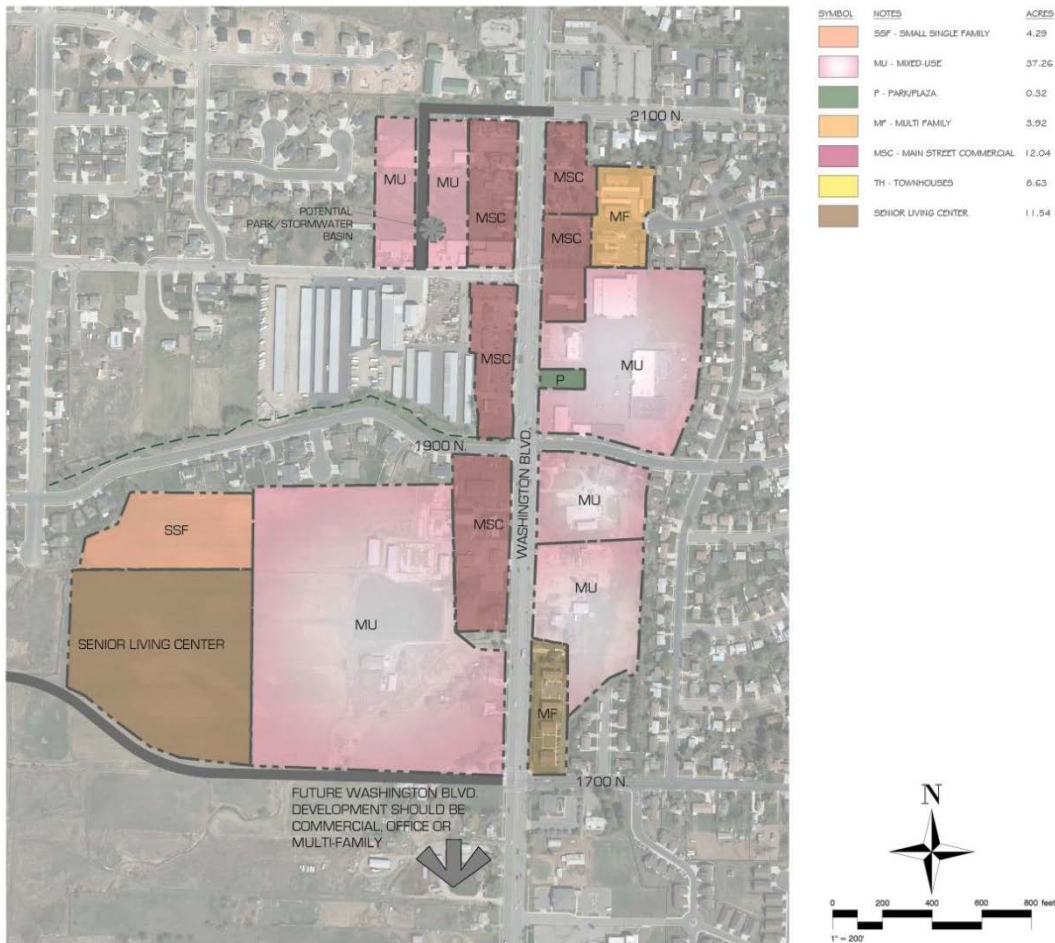 SYMBOL NOTES ACRES
SSF - SMALL SINGLE FAMILY 4.29
MU - MIXED-USE 37.26
P - PARK/PLAZA 0.32
MF - MULTI FAMILY 3.92
MSC - MAIN STREET COMMERCIAL 12.04
TH - TOWNHOUSES 8.63
SENIOR LIVING CENTER 11.54
2100 N.
MU
MU
MSC
MSC
MF
POTENTIAL
PARK/STORMWATER
BASIN
MSC
MSC
MU
P
1900 N.
WASHINGTON BLVD.
MU
SSF
MSC
MU
MU
SENIOR LIVING CENTER
MF
1700 N.
FUTURE WASHINGTON BLVD.
DEVELOPMENT SHOULD BE
COMMERCIAL, OFFICE OR
MULTI-FAMILY
N
0 200 400 600 800 feet
1" = 200'